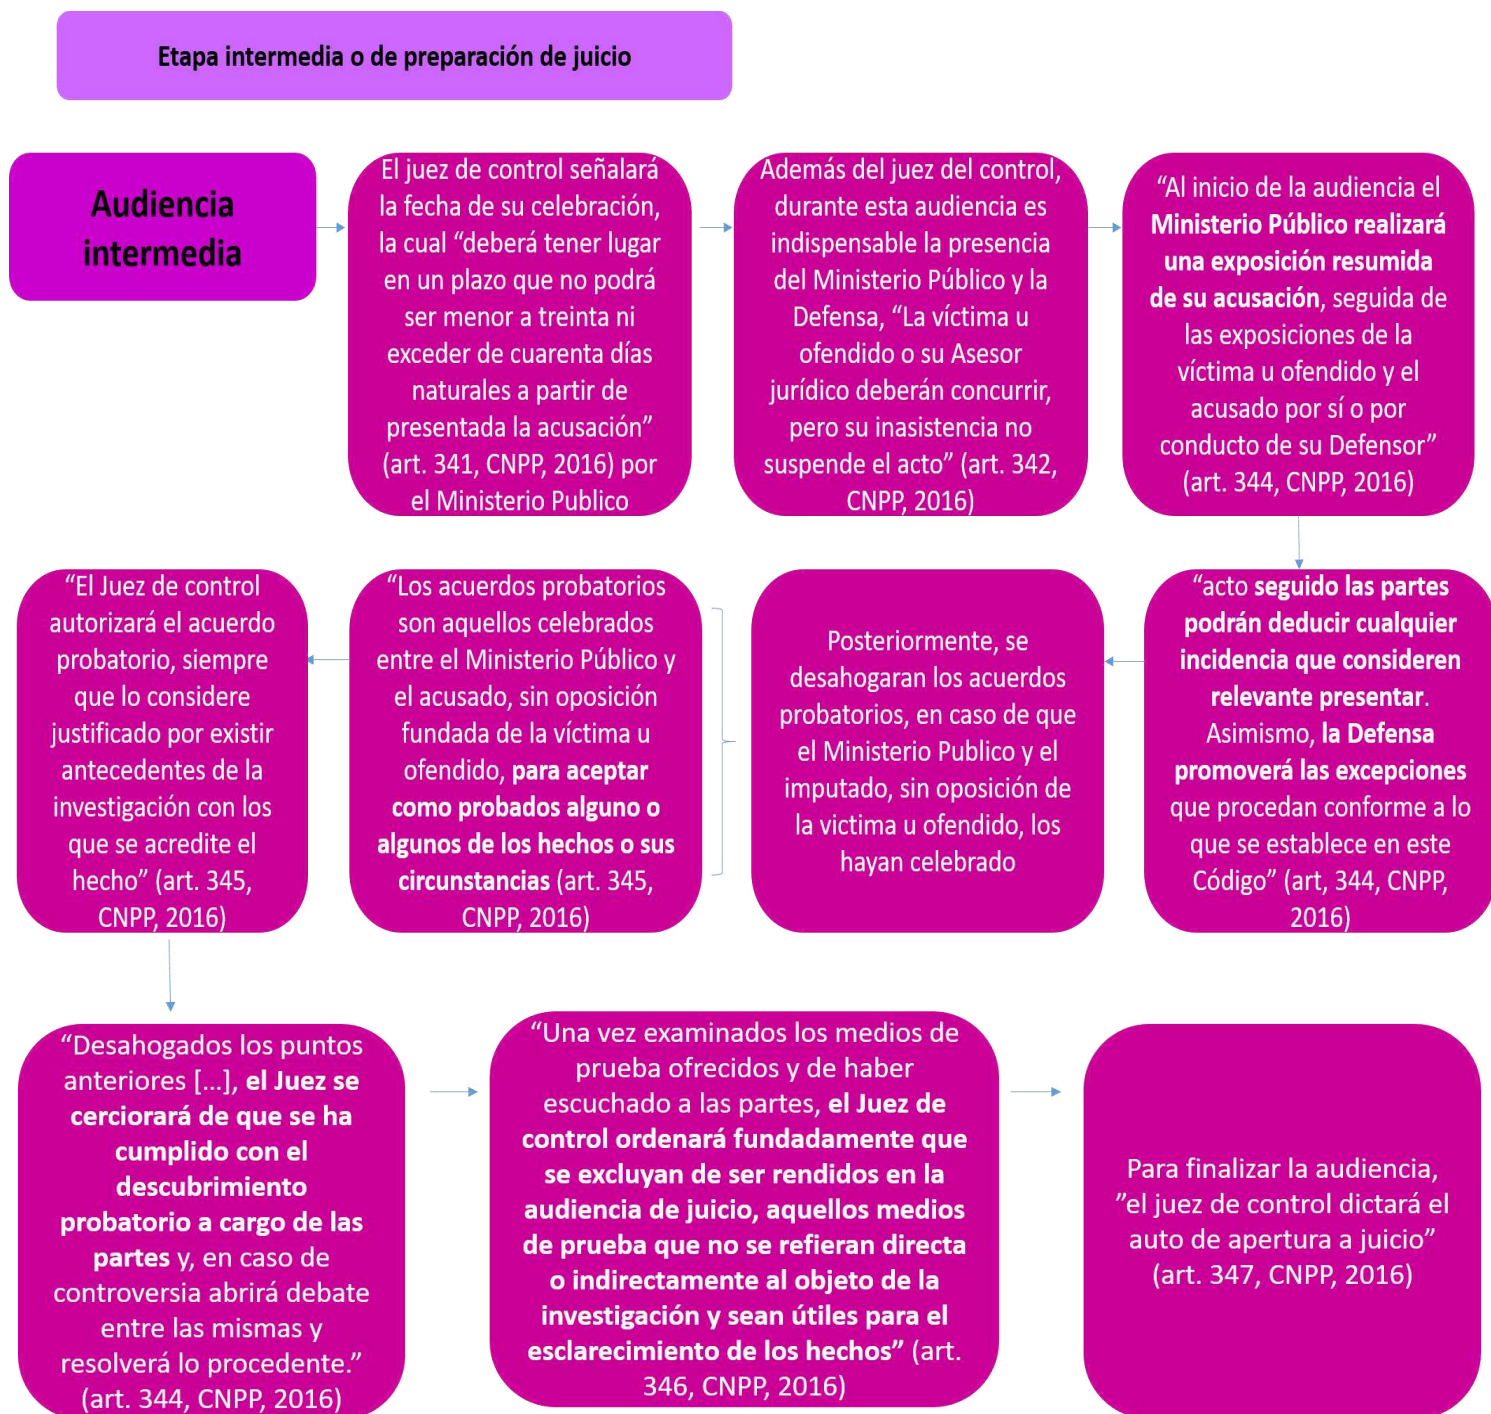 Etapa intermedia o de preparación de juicio
Audiencia
intermedia
El juez de control señalará
la fecha de su celebración,
la cual “deberá tener lugar
en un plazo que no podrá
ser menor a treinta ni
exceder de cuarenta días
naturales a partir de
presentada la acusación”
(art. 341, CNPP, 2016) por
el Ministerio Publico
Además del juez del control,
durante esta audiencia es
indispensable la presencia
del Ministerio Público y la
Defensa, “La víctima u
ofendido o su Asesor
jurídico deberán concurrir,
pero su inasistencia no
suspende el acto” (art. 342,
CNPP, 2016)
“Al inicio de la audiencia el
Ministerio Público realizará
una exposición resumida
de su acusación, seguida de
las exposiciones de la
víctima u ofendido y el
acusado por sí o por
conducto de su Defensor”
(art. 344, CNPP, 2016)
“acto seguido las partes
podrán deducir cualquier
incidencia que consideren
relevante presentar.
Asimismo, la Defensa
promoverá las excepciones
que procedan conforme a lo
que se establece en este
Código” (art, 344, CNPP,
2016)
Posteriormente, se
desahogaran los acuerdos
probatorios, en caso de que
el Ministerio Publico y el
imputado, sin oposición de
la victima u ofendido, los
hayan celebrado
“Los acuerdos probatorios
son aquellos celebrados
entre el Ministerio Público y
el acusado, sin oposición
fundada de la víctima u
ofendido, para aceptar
como probados alguno o
algunos de los hechos o sus
circunstancias (art. 345,
CNPP, 2016)
“El Juez de control
autorizará el acuerdo
probatorio, siempre
que lo considere
justificado por existir
antecedentes de la
investigación con los
que se acredite el
hecho” (art. 345,
CNPP, 2016)
“Desahogados los puntos
anteriores [...], el Juez se
cerciorará de que se ha
cumplido con el
descubrimiento
probatorio a cargo de las
partes y, en caso de
controversia abrirá debate
entre las mismas y
resolverá lo procedente.”
(art. 344, CNPP, 2016)
“Una vez examinados los medios de
prueba ofrecidos y de haber
escuchado a las partes, el Juez de
control ordenará fundadamente que
se excluyan de ser rendidos en la
audiencia de juicio, aquellos medios
de prueba que no se refieran directa
o indirectamente al objeto de la
investigación y sean útiles para el
esclarecimiento de los hechos” (art.
346, CNPP, 2016)
Para finalizar la audiencia,
”el juez de control dictará el
auto de apertura a juicio”
(art. 347, CNPP, 2016)